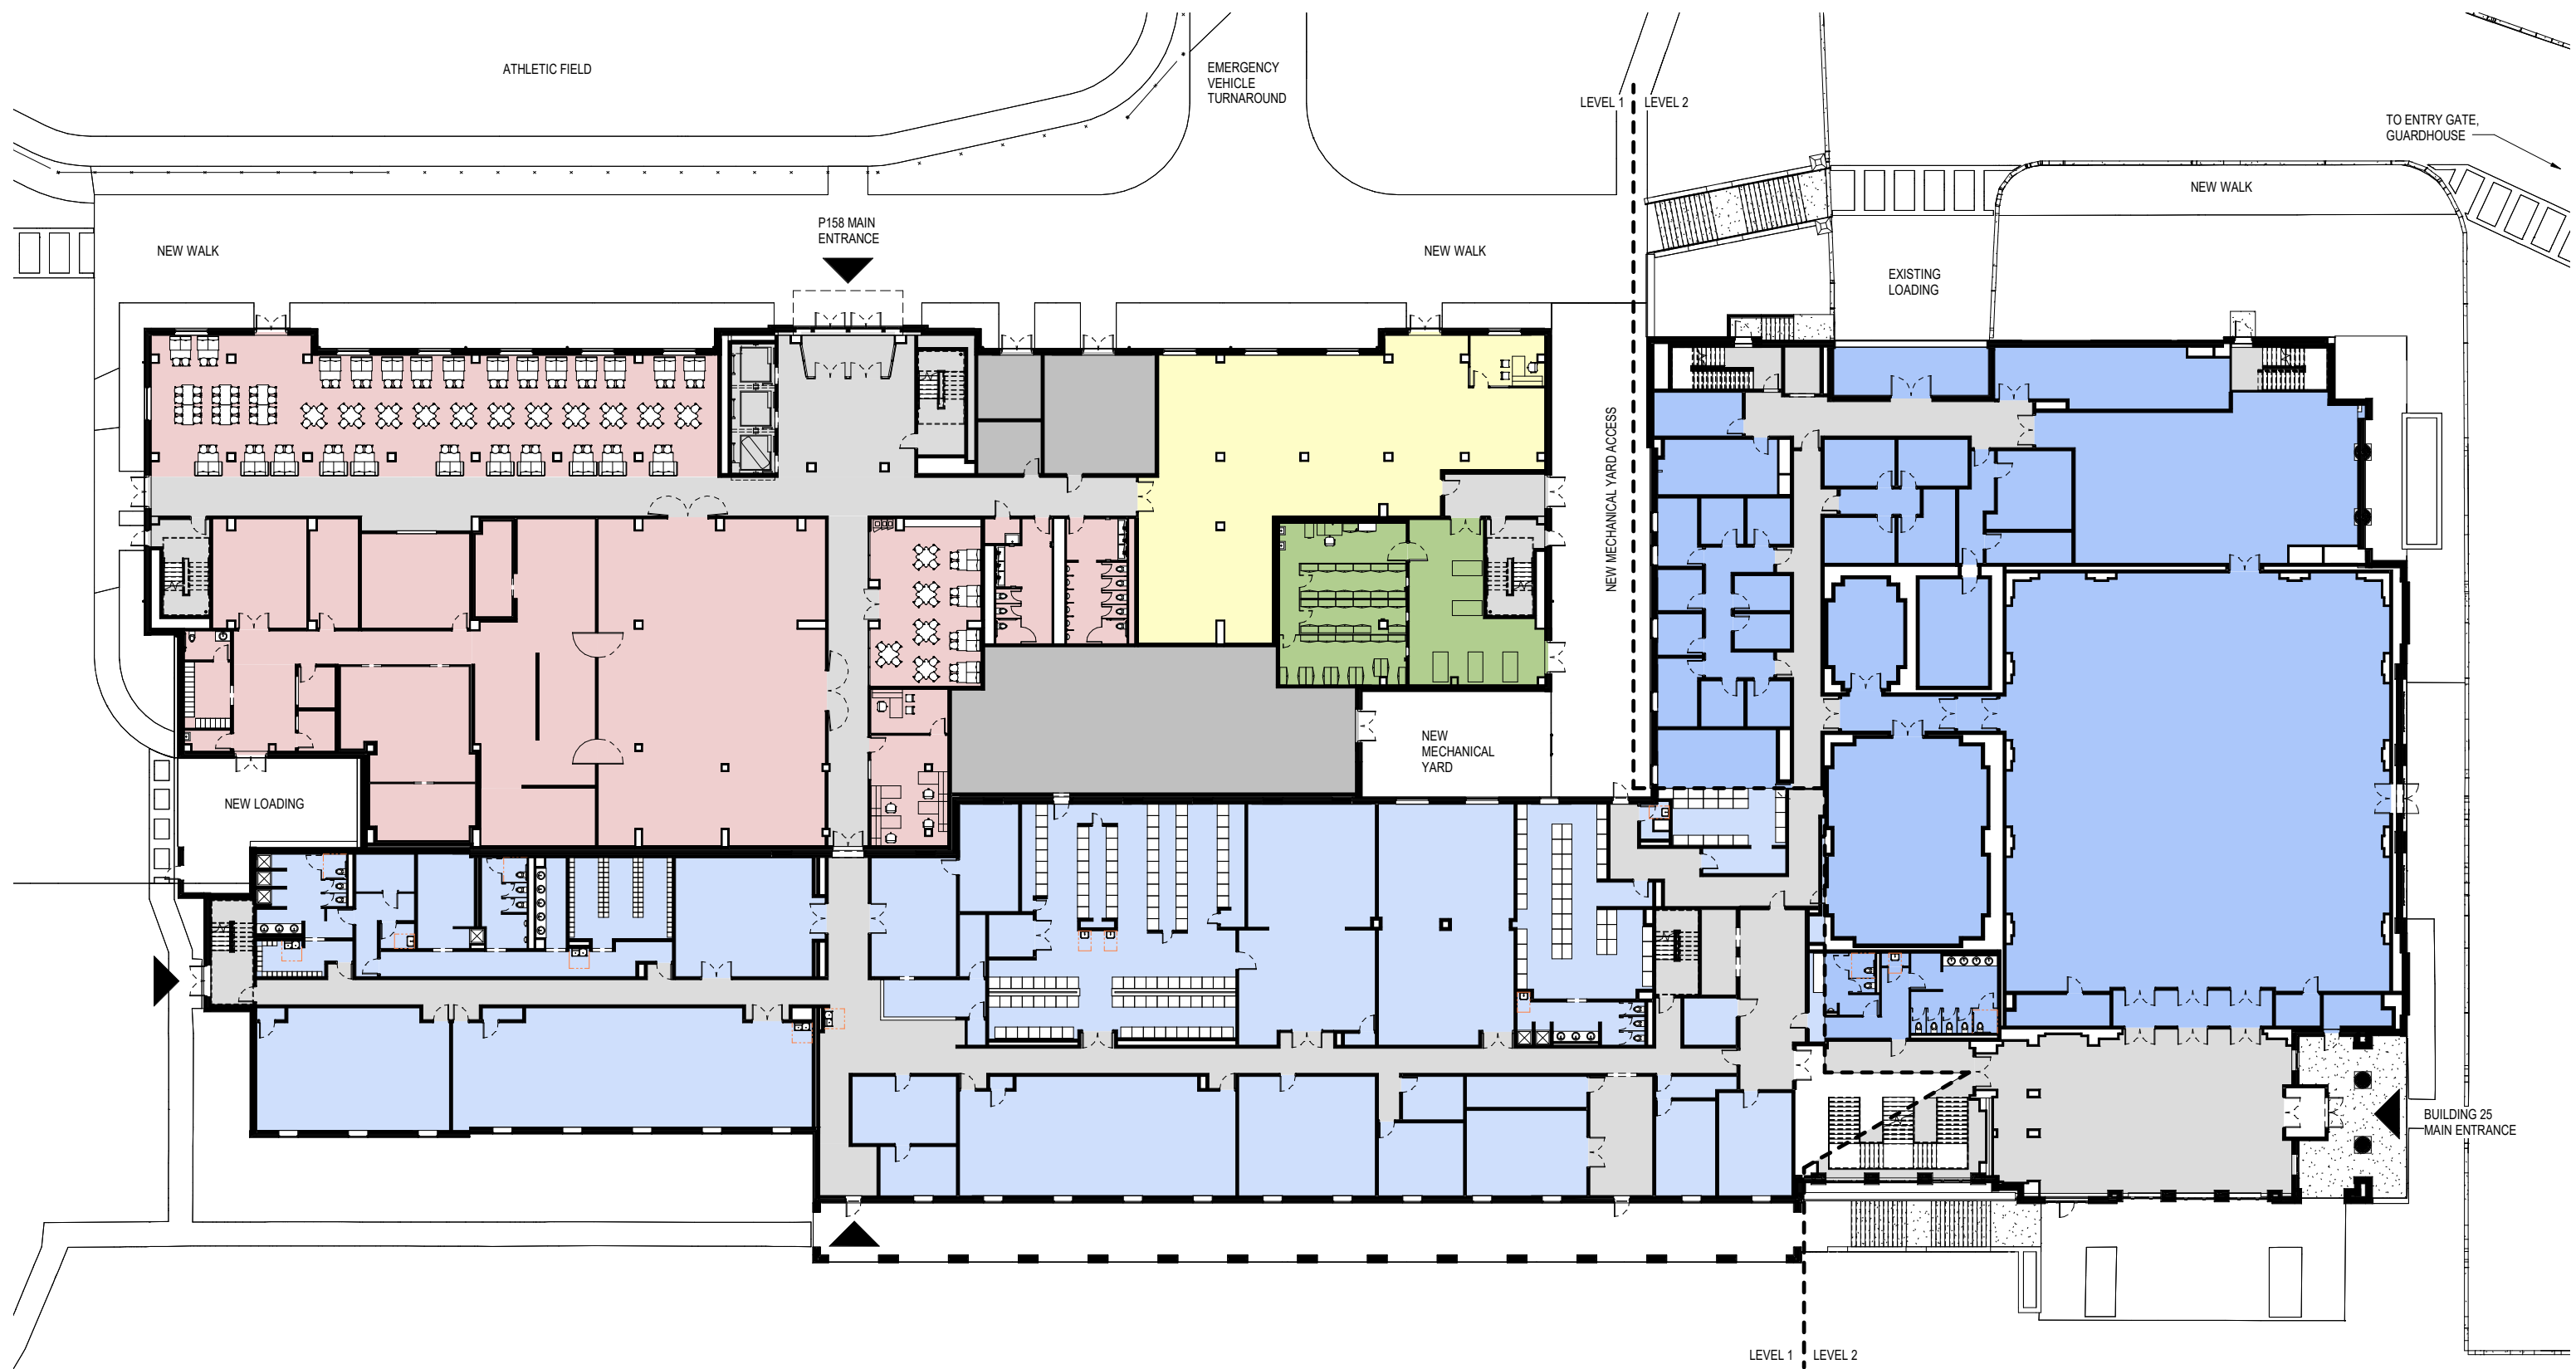 ATHLETIC FIELD
EMERGENCY
VEHICLE
TURNAROUND
LEVEL 1
LEVEL 2
TO ENTRY GATE,
GUARDHOUSE
NEW WALK
P158 MAIN
ENTRANCE
NEW WALK
NEW WALK
EXISTING
LOADING
NEW MECHANICAL YARD ACCESS
NEW
MECHANICAL
YARD
NEW LOADING
BUILDING 25
MAIN ENTRANCE
LEVEL 1
LEVEL 2